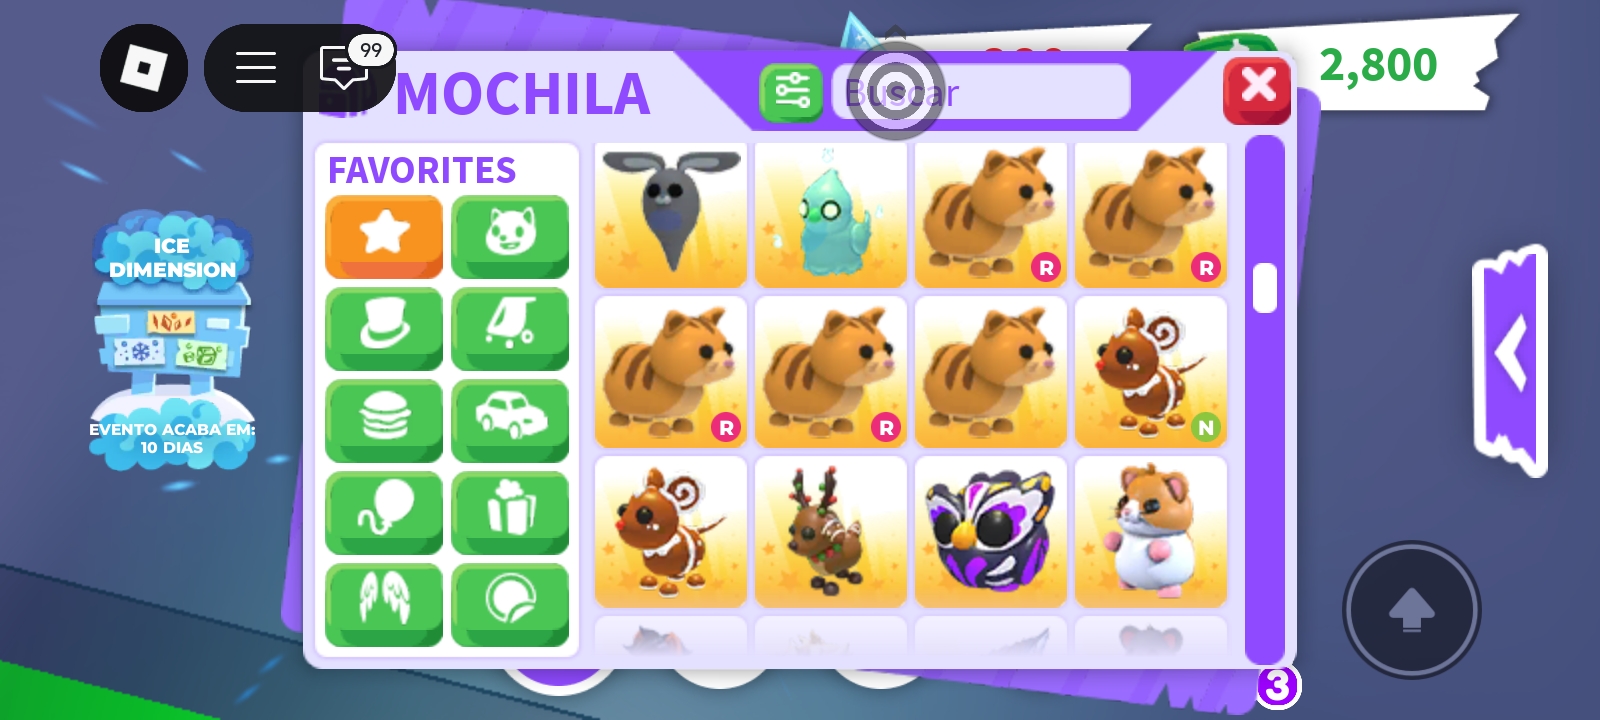 99
MOCHILA
Buscar
2,800
FAVORITES
R
R
ICE
DIMENSION
R
R
N
EVENTO ACABA EM:
10 DIAS
3